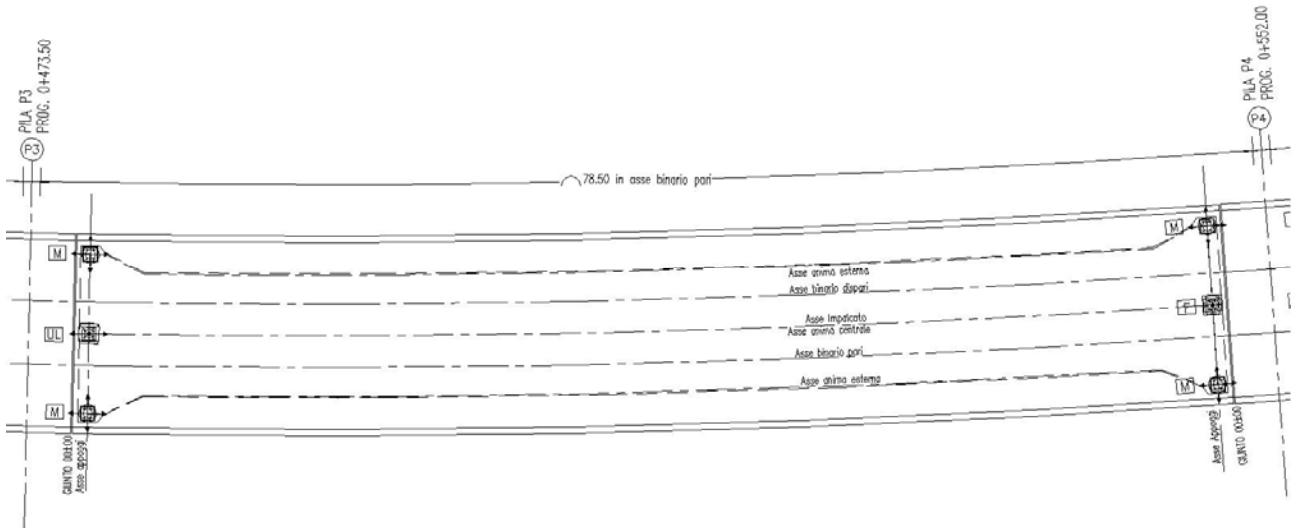 PILA P3
PROG. 0+473.50
P3
PILA P4
PROG. 0+552.00
P4
78.50 in asse binario pari
M
M
Asse anima esterna
Asse binario dispari
Asse Impalcato
Asse anima centrale
UL
F
Asse binario pari
Asse anima esterna
M
M
GIUNTO
Asse appoggi
Asse Appoggi
GIUNTO